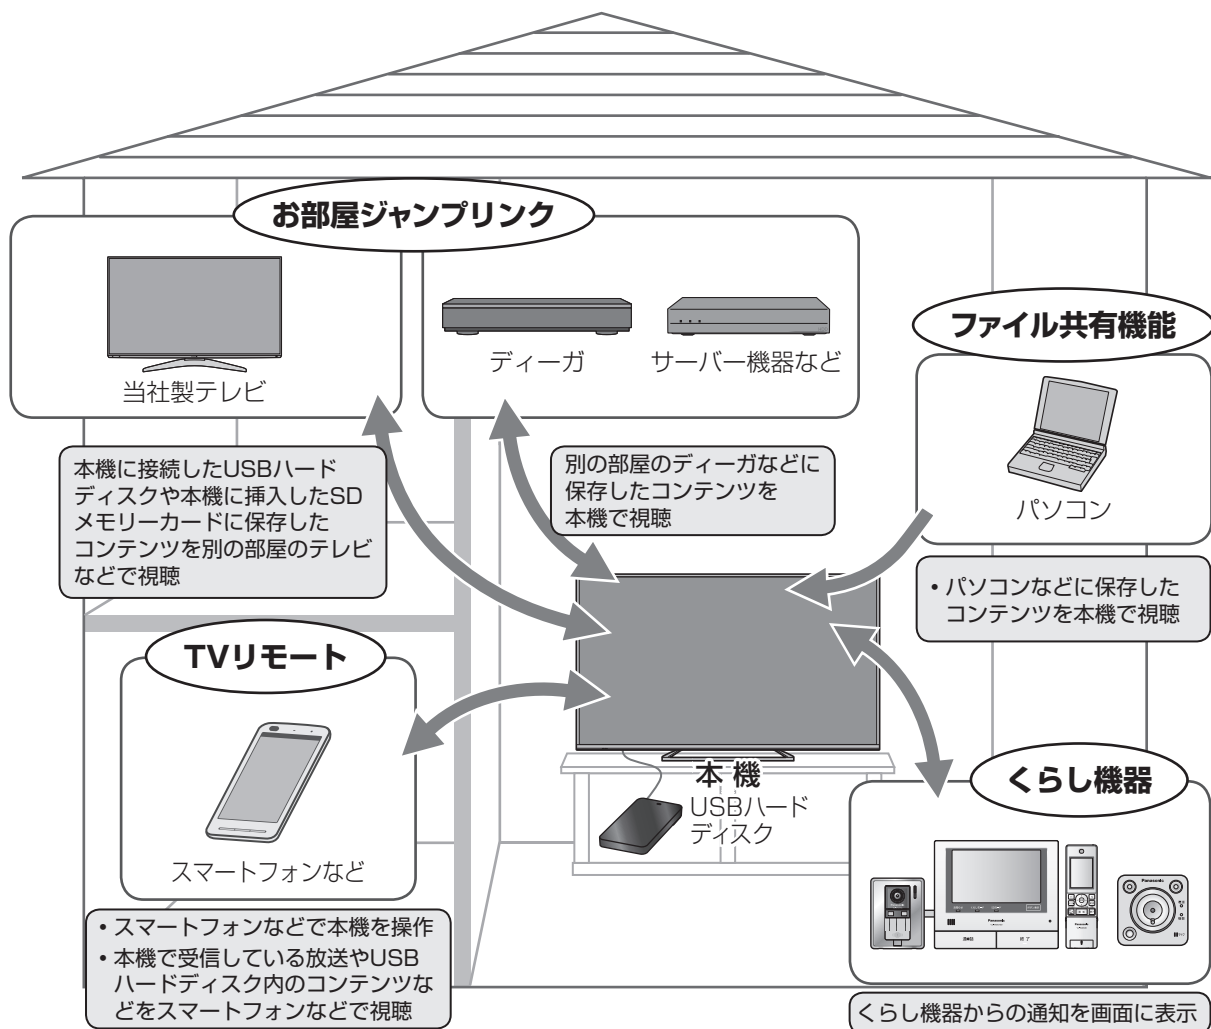 お部屋ジャンプリンク
当社製テレビ
ディーガ
サーバー機器など
本機に接続したUSBハード
ディスクや本機に挿入したSD
メモリーカードに保存した
コンテンツを別の部屋のテレビ
などで視聴
別の部屋のディーガなどに
保存したコンテンツを
本機で視聴
ファイル共有機能
パソコン
• パソコンなどに保存した
コンテンツを本機で視聴
TVリモート
スマートフォンなど
• スマートフォンなどで本機を操作
• 本機で受信している放送やUSB
ハードディスク内のコンテンツな
どをスマートフォンなどで視聴
本機
USBハード
ディスク
くらし機器
Panasonic
Panasonic
終了
くらし機器からの通知を画面に表示